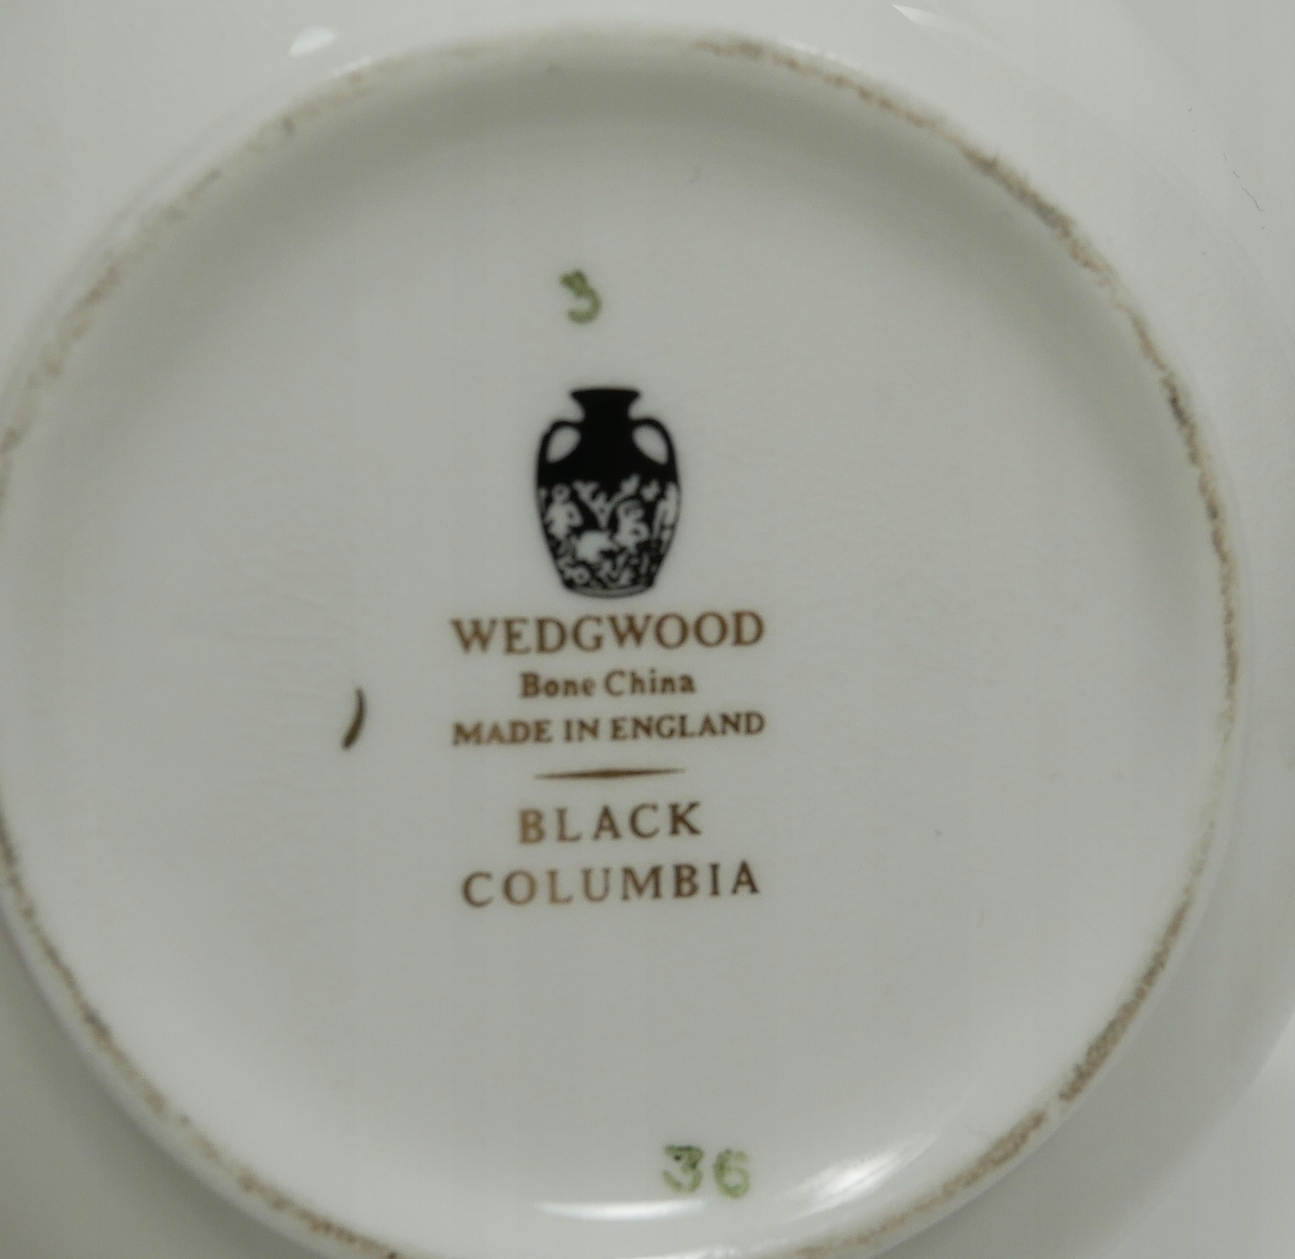 3
WEDGWOOD
Bone China
MADE IN ENGLAND
BLACK
COLUMBIA
36